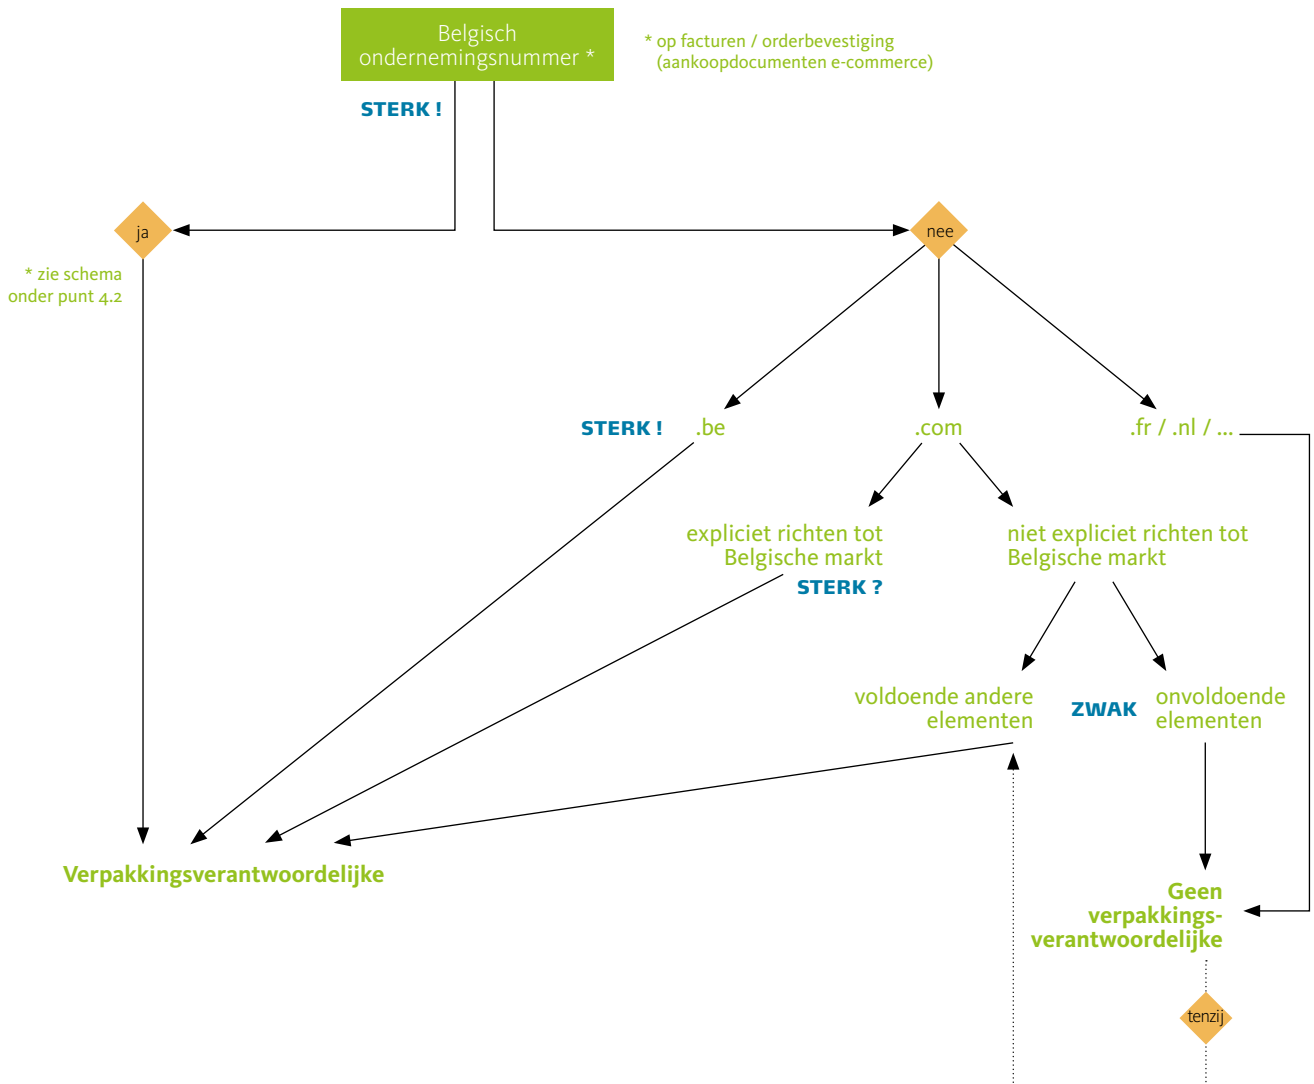 Belgisch
ondernemingsnummer *
* op facturen / orderbevestiging
(aankoopdocumenten e-commerce)
STERK !
ja
nee
* zie schema
onder punt 4.2
STERK !
.be
.com
.fr / .nl / ...
expliciet richten tot
Belgische markt
STERK ?
niet expliciet richten tot
Belgische markt
voldoende andere
elementen
ZWAK
onvoldoende
elementen
Verpakkingsverantwoordelijke
Geen
verpakkings-
verantwoordelijke
tenzij